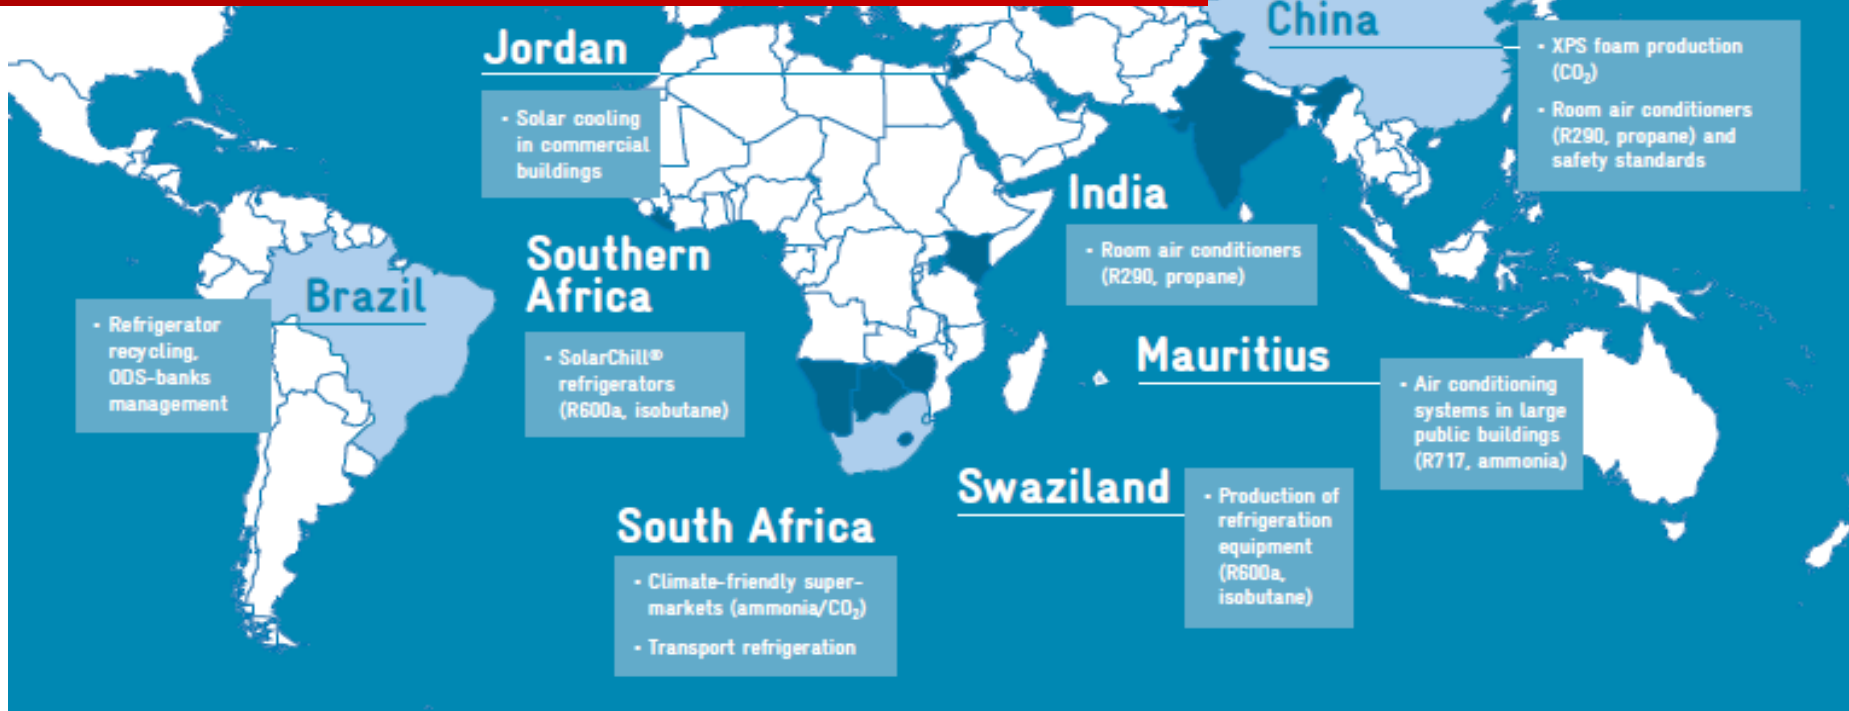 China
- XPS foam production
(CO₂)
- Room air conditioners
(R290, propane) and
safety standards
Jordan
- Solar cooling
in commercial
buildings
India
- Room air conditioners
(R290, propane)
Southern
Africa
- SolarChill®
refrigerators
(R600a, isobutane)
Brazil
- Refrigerator
recycling,
ODS-banks
management
Mauritius
- Air conditioning
systems in large
public buildings
(R717, ammonia)
Swaziland
- Production of
refrigeration
equipment
(R600a,
isobutane)
South Africa
- Climate-friendly super-
markets (ammonia/CO₂)
- Transport refrigeration